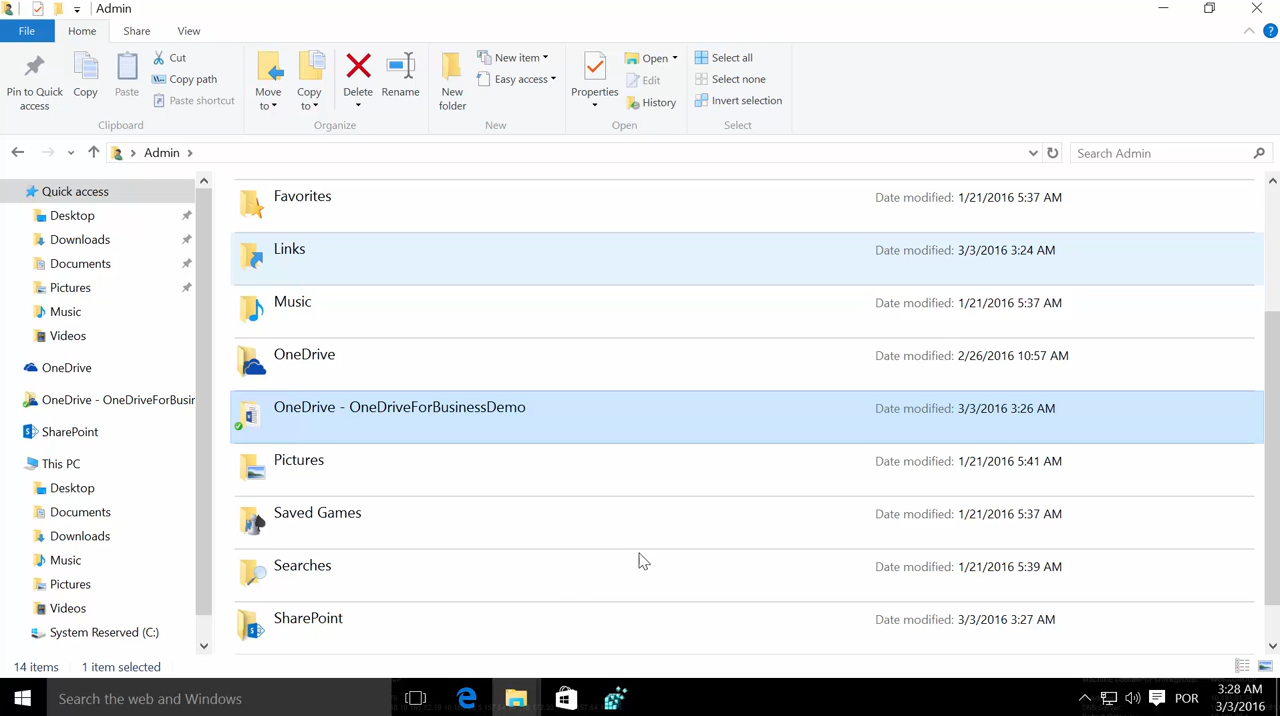 Admin
File
Home
Share
View
Pin to Quick
access
Copy
Paste
Cut
Copy path
Paste shortcut
Clipboard
Move
to
Copy
to
Delete
Rename
Organize
New
folder
New item
Easy access
New
Properties
Open
Edit
History
Open
Select all
Select none
Invert selection
Select
Admin
Search Admin
Quick access
Desktop
Downloads
Documents
Pictures
Music
Videos
OneDrive
OneDrive - OneDriveForBusin
SharePoint
This PC
Desktop
Documents
Downloads
Music
Pictures
Videos
System Reserved (C:)
Favorites Date modified: 1/21/2016 5:37 AM
Links Date modified: 3/3/2016 3:24 AM
Music Date modified: 1/21/2016 5:37 AM
OneDrive Date modified: 2/26/2016 10:57 AM
OneDrive - OneDriveForBusinessDemo Date modified: 3/3/2016 3:26 AM
Pictures Date modified: 1/21/2016 5:41 AM
Saved Games Date modified: 1/21/2016 5:37 AM
Searches Date modified: 1/21/2016 5:39 AM
SharePoint Date modified: 3/3/2016 3:27 AM
14 items 1 item selected
Search the web and Windows
POR
3:28 AM
3/3/2016